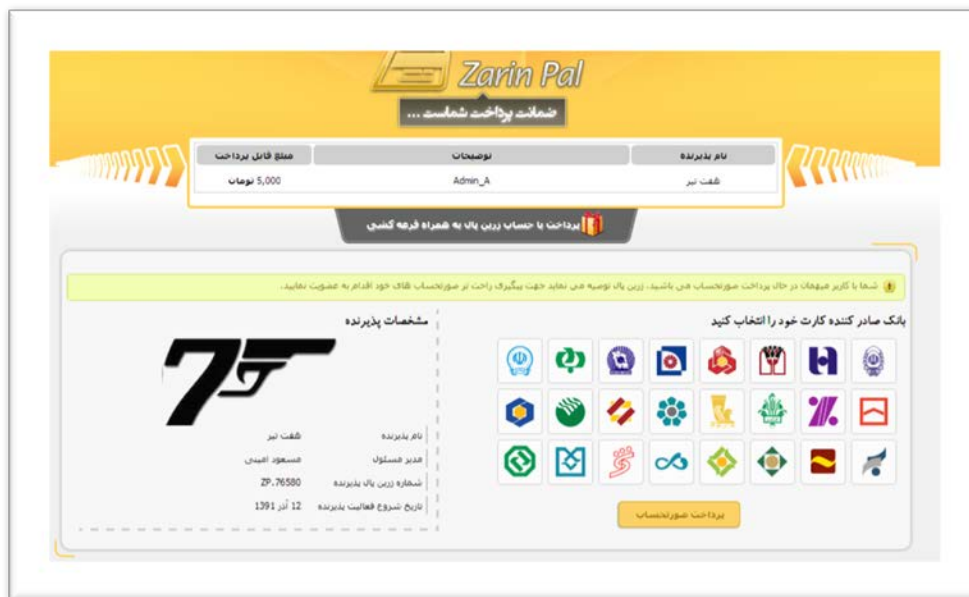 Zarin Pal
ضمانت پرداخت شماست ...
نام پذیرنده توضیحات مبلغ قابل پرداخت
هفت تیر Admin_A 5,000 تومان
پرداخت با حساب زرین پال به همراه قرعه کشی
شما با کاربر میهمان در حال پرداخت صورتحساب می باشید، زرین پال توصیه می نماید جهت پیگیری راحت تر صورتحساب های خود اقدام به عضویت نمایید.
بانک صادر کننده کارت خود را انتخاب کنید
مشخصات پذیرنده
نام پذیرنده هفت تیر
مدیر مسئول مسعود امینی
شماره زرین پال پذیرنده ZP.76580
تاریخ شروع فعالیت پذیرنده 12 آذر 1391
پرداخت صورتحساب